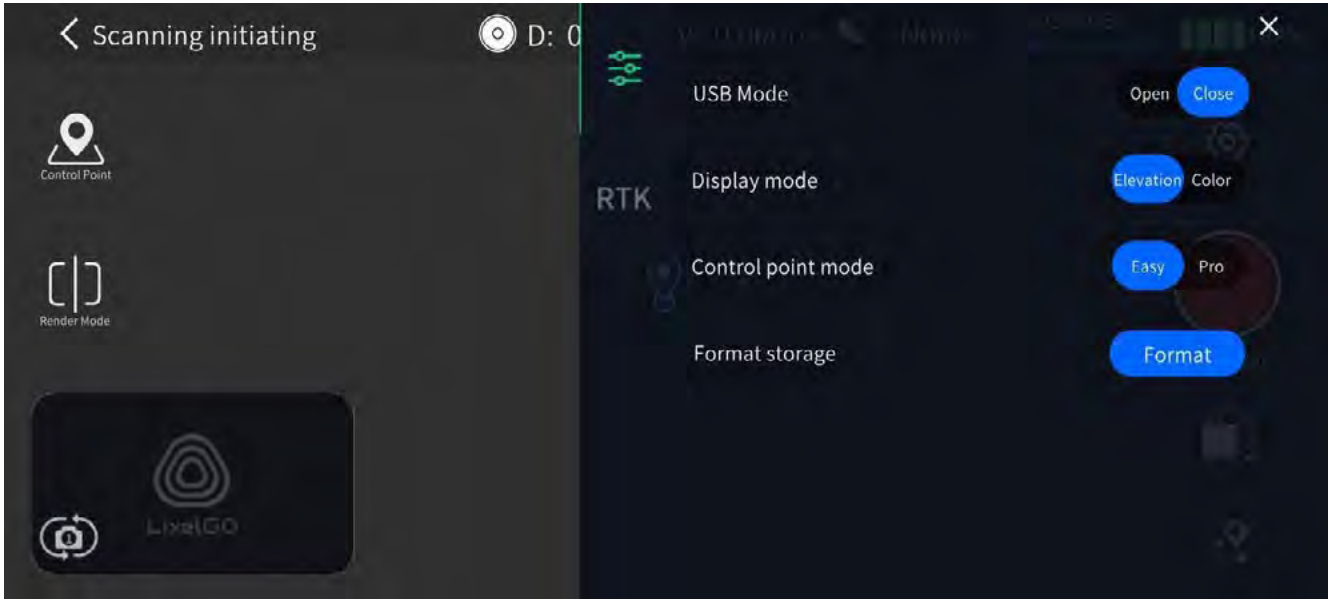 Scanning initiating
D: 0
Control Point
Render Mode
LixelGO
RTK
USB Mode
Open Close
Display mode
Elevation Color
Control point mode
Easy Pro
Format storage
Format